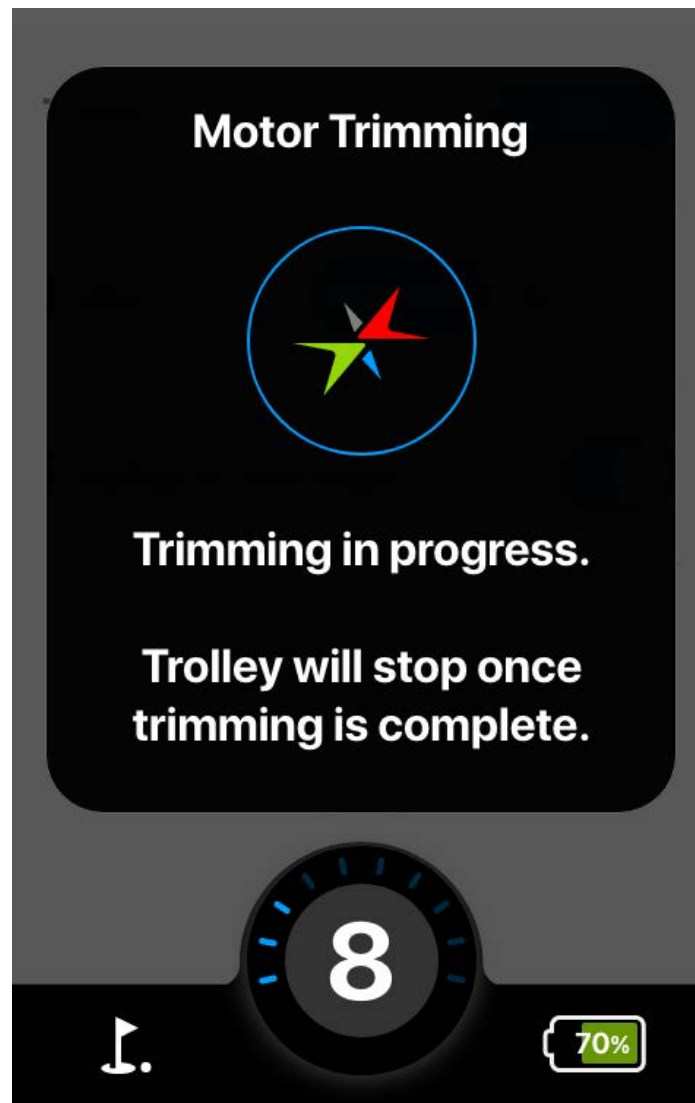 Motor Trimming
Trimming in progress.
Trolley will stop once
trimming is complete.
8
70%